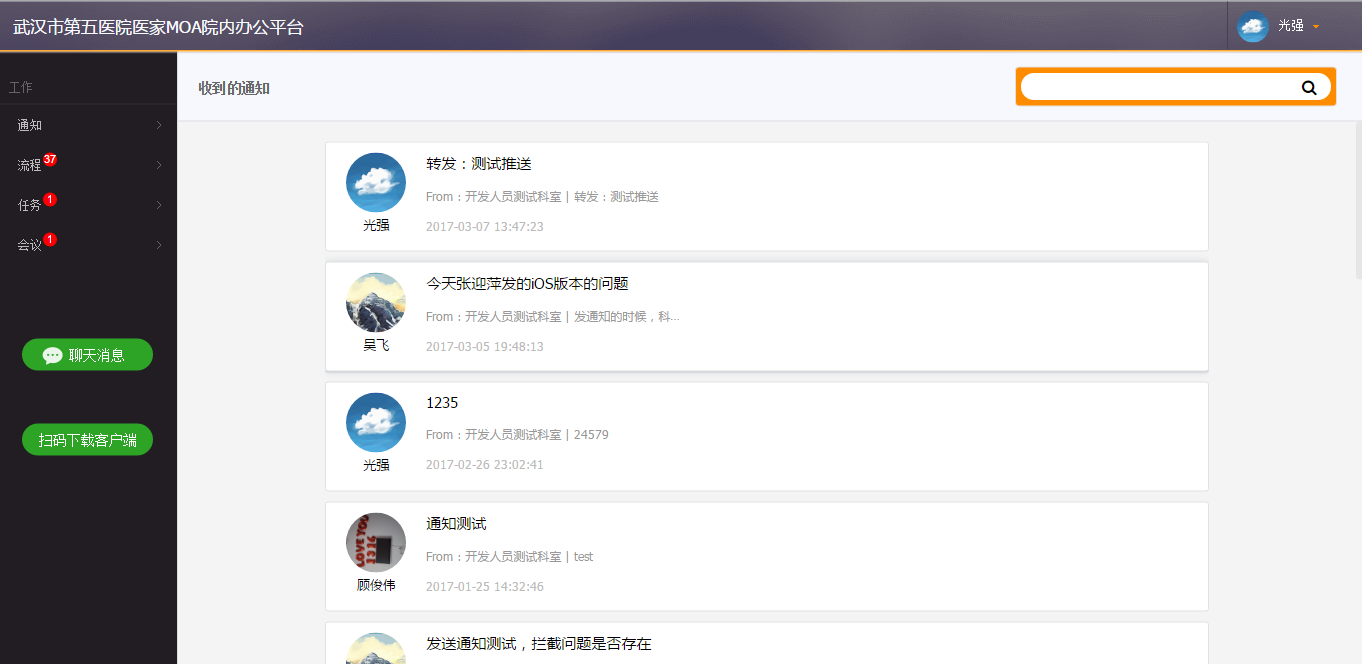 武汉市第五医院医家MOA院内办公平台
光强
工作
通知
流程 37
任务 1
会议 1
聊天消息
扫码下载客户端
收到的通知
转发：测试推送
From：开发人员测试科室 | 转发：测试推送
光强
2017-03-07 13:47:23
今天张迎萍发的iOS版本的问题
From：开发人员测试科室 | 发通知的时候，科...
吴飞
2017-03-05 19:48:13
1235
From：开发人员测试科室 | 24579
光强
2017-02-26 23:02:41
通知测试
LOVE YOU
1326
From：开发人员测试科室 | test
顾俊伟
2017-01-25 14:32:46
发送通知测试，拦截问题是否存在